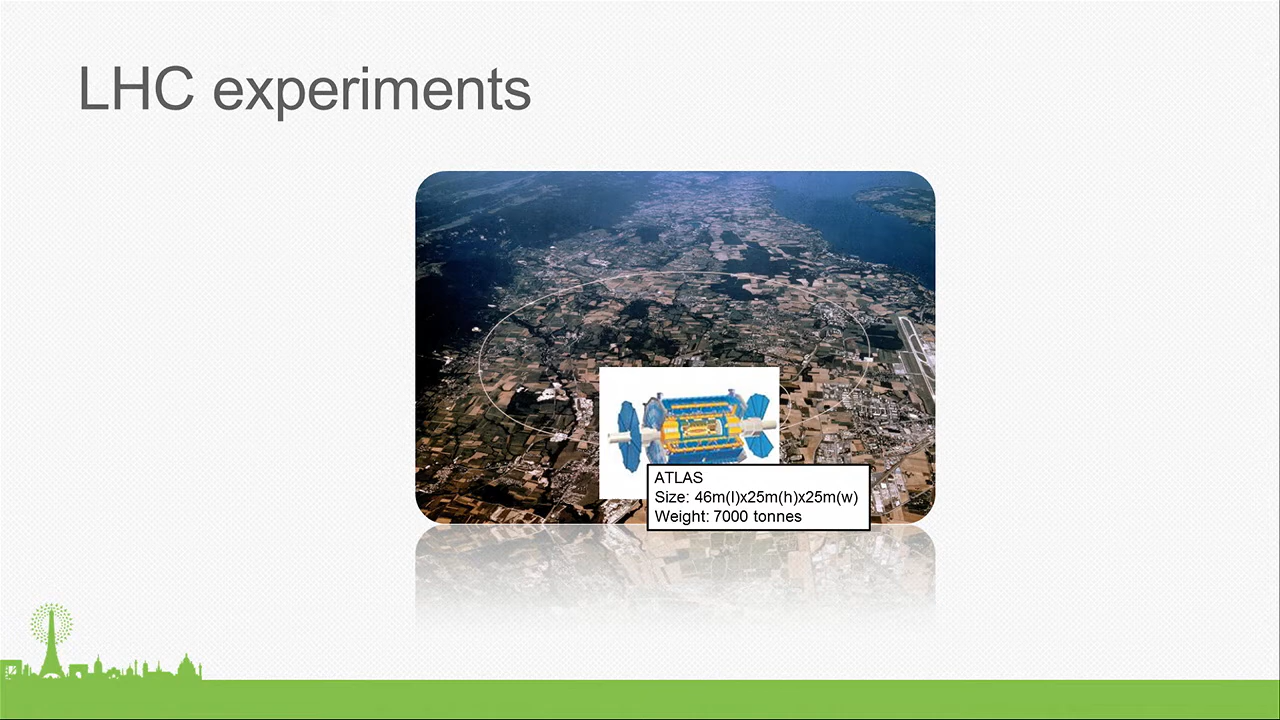 LHC experiments
ATLAS
Size: 46m(l)x25m(h)x25m(w)
Weight: 7000 tonnes